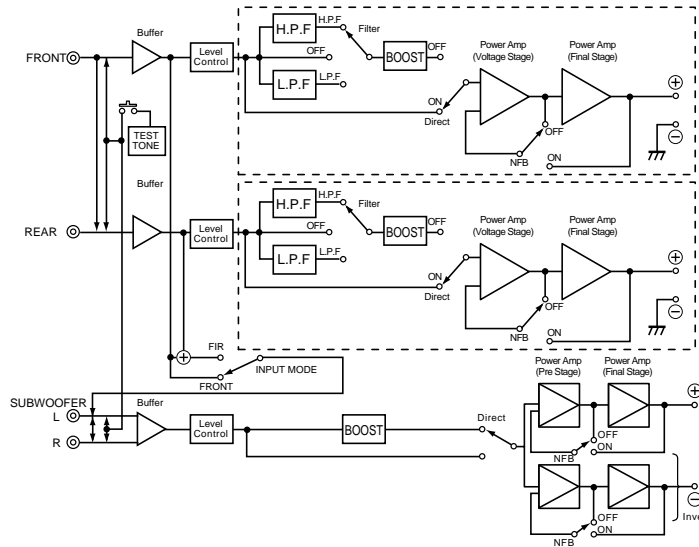 Buffer
FRONT
Level
Control
H.P.F
H.P.F
OFF
L.P.F
L.P.F
Filter
BOOST
OFF
ON
Direct
Power Amp
(Voltage Stage)
Power Amp
(Final Stage)
OFF
NFB
ON
+
−
TEST
TONE
Buffer
REAR
Level
Control
H.P.F
H.P.F
OFF
L.P.F
L.P.F
Filter
BOOST
OFF
ON
Direct
Power Amp
(Voltage Stage)
Power Amp
(Final Stage)
OFF
NFB
ON
+
−
+
FIR
FRONT
INPUT MODE
SUBWOOFER
L
R
Buffer
Level
Control
BOOST
Direct
Power Amp
(Pre Stage)
Power Amp
(Final Stage)
OFF
ON
NFB
+
OFF
ON
NFB
−
Inve